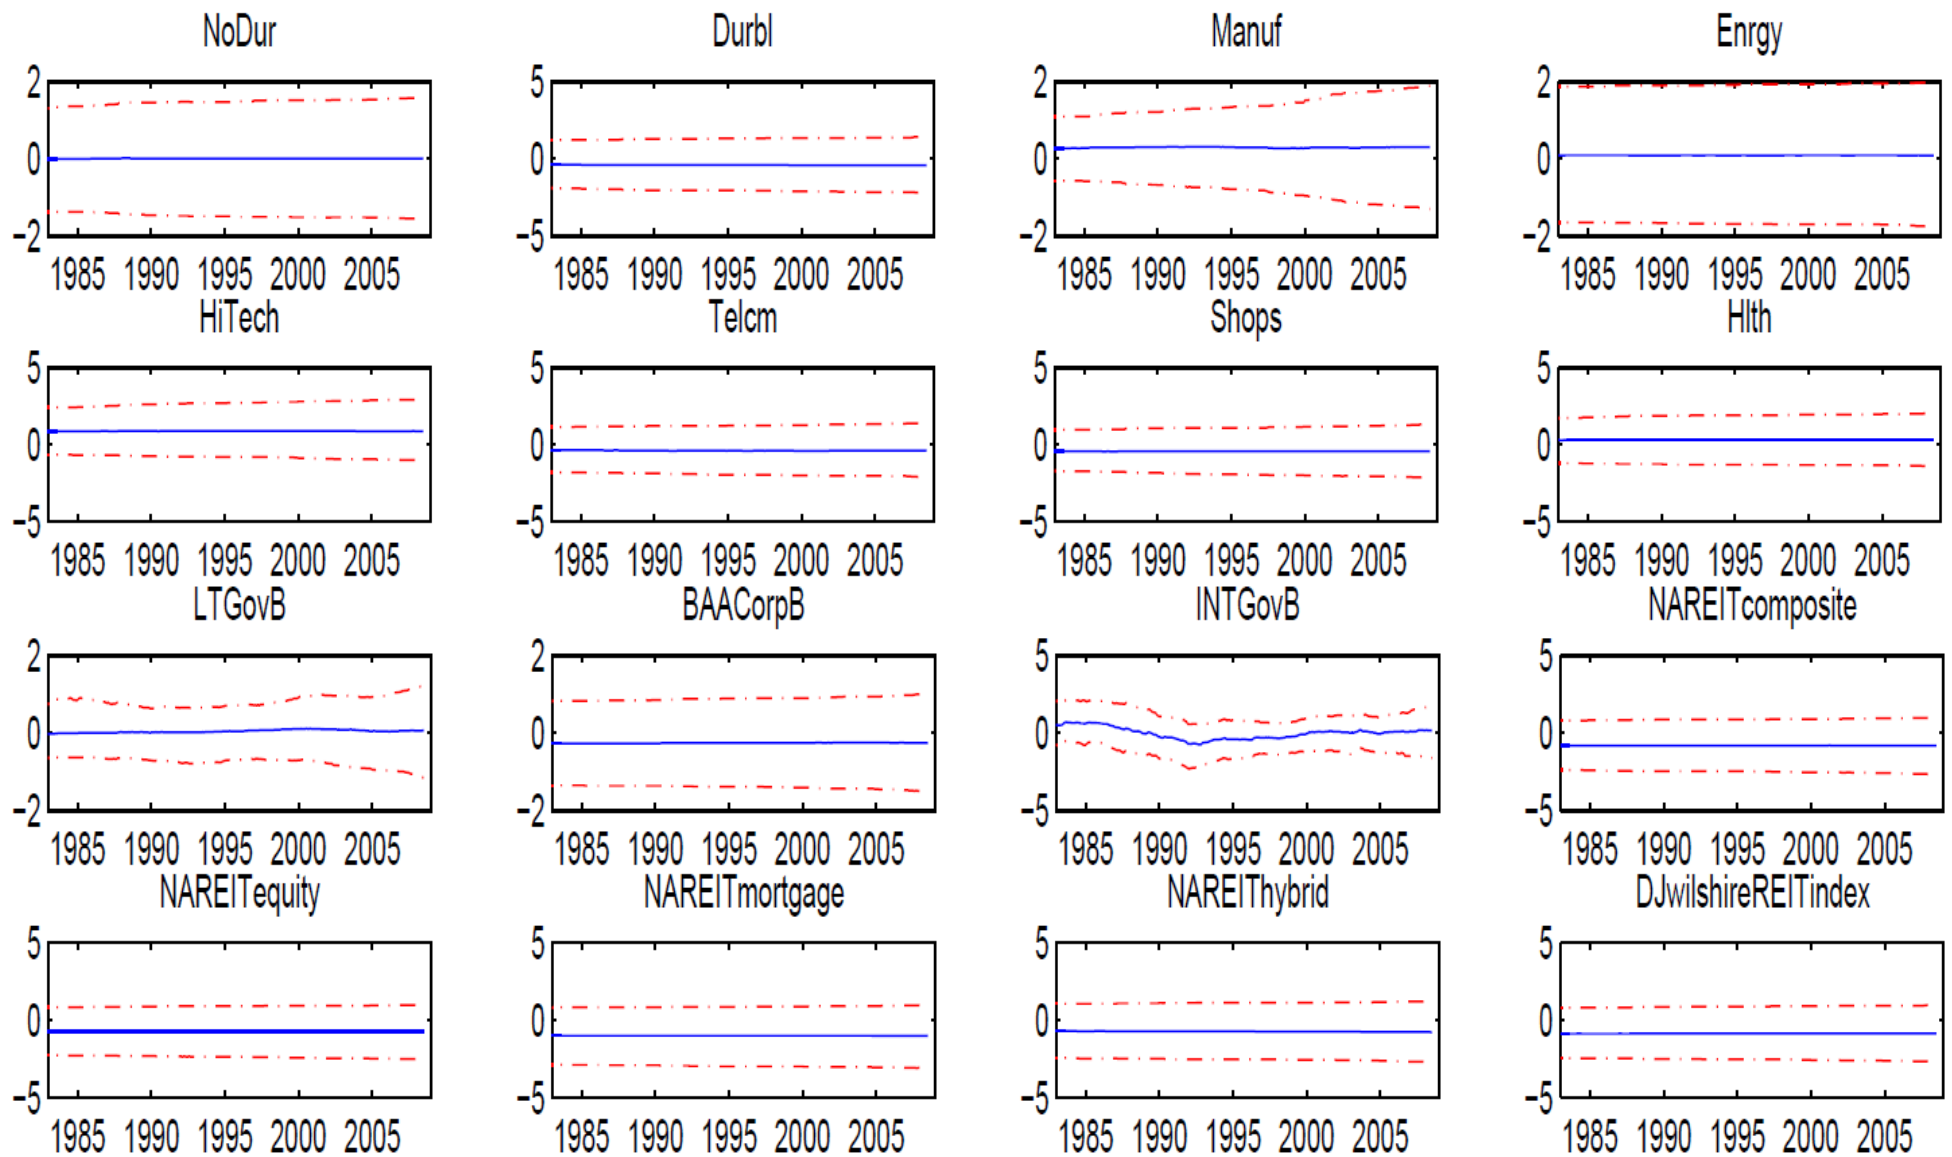 NoDur Durbl Manuf Enrgy
2 5 2 2
0 0 0 0
−2 −5 −2 −2
1985 1990 1995 2000 2005 1985 1990 1995 2000 2005 1985 1990 1995 2000 2005 1985 1990 1995 2000 2005
HiTech Telcm Shops Hlth
5 5 5 5
0 0 0 0
−5 −5 −5 −5
1985 1990 1995 2000 2005 1985 1990 1995 2000 2005 1985 1990 1995 2000 2005 1985 1990 1995 2000 2005
LTGovB BAACorpB INTGovB NAREITcomposite
2 2 5 5
0 0 0 0
−2 −2 −5 −5
1985 1990 1995 2000 2005 1985 1990 1995 2000 2005 1985 1990 1995 2000 2005 1985 1990 1995 2000 2005
NAREITequity NAREITmortgage NAREIThybrid DJwilshireREITindex
5 5 5 5
0 0 0 0
−5 −5 −5 −5
1985 1990 1995 2000 2005 1985 1990 1995 2000 2005 1985 1990 1995 2000 2005 1985 1990 1995 2000 2005